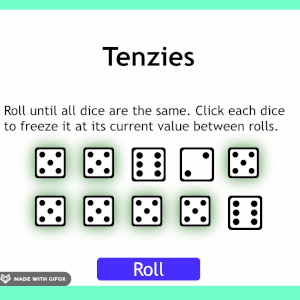 Tenzies
Roll until all dice are the same. Click each dice
to freeze it at its current value between rolls.
Roll
MADE WITH GIFOX